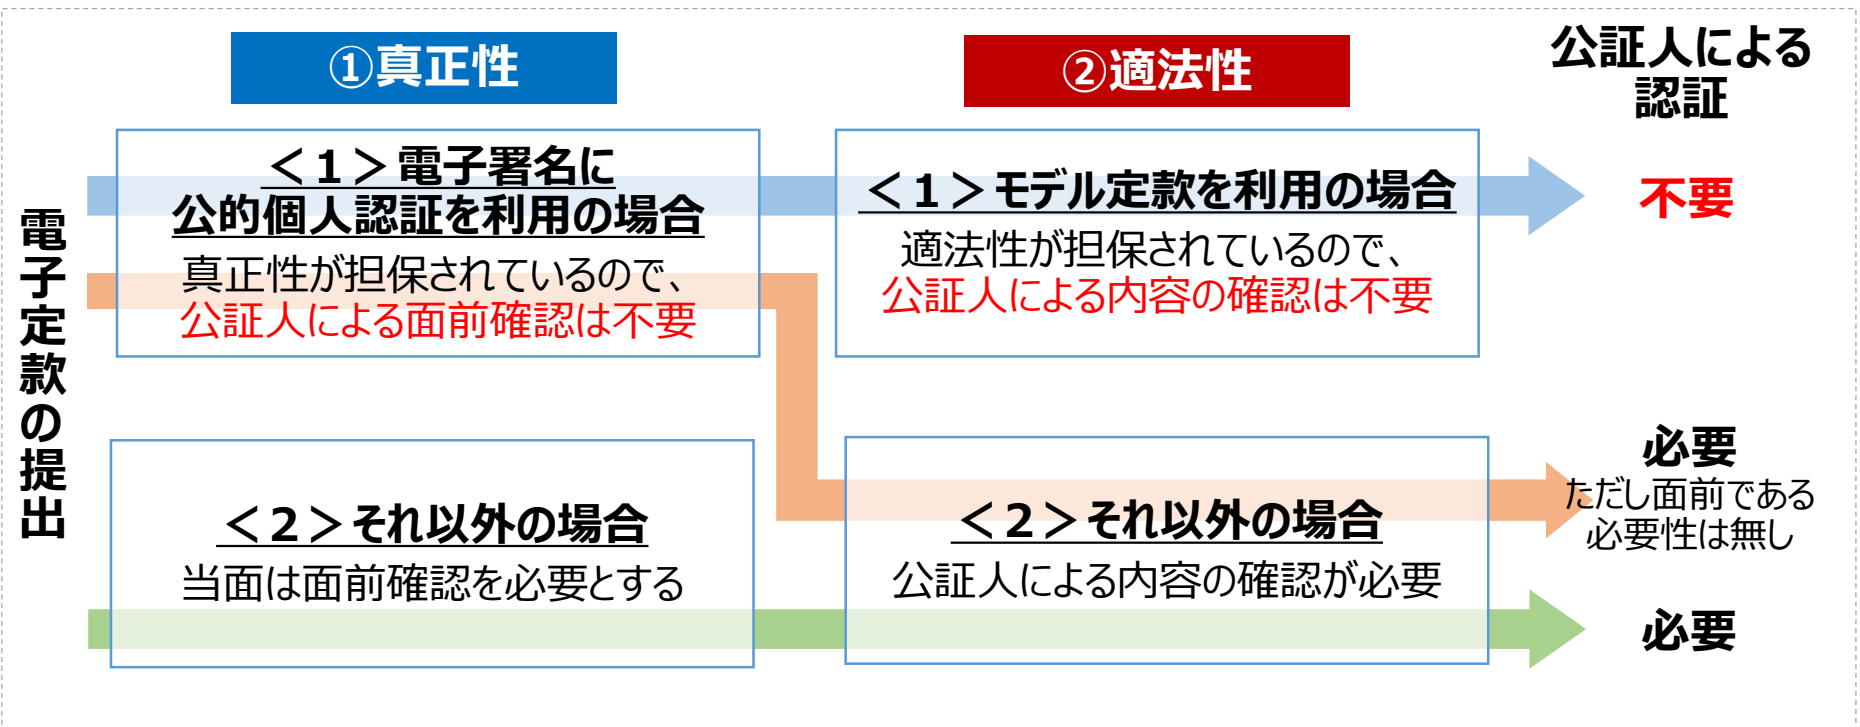 ①真正性
②適法性
公証人による
認証
電子定款の提出
＜１＞電子署名に
公的個人認証を利用の場合
真正性が担保されているので、
公証人による面前確認は不要
＜１＞モデル定款を利用の場合
適法性が担保されているので、
公証人による内容の確認は不要
不要
＜２＞それ以外の場合
当面は面前確認を必要とする
＜２＞それ以外の場合
公証人による内容の確認が必要
必要
ただし面前である
必要性は無し
必要